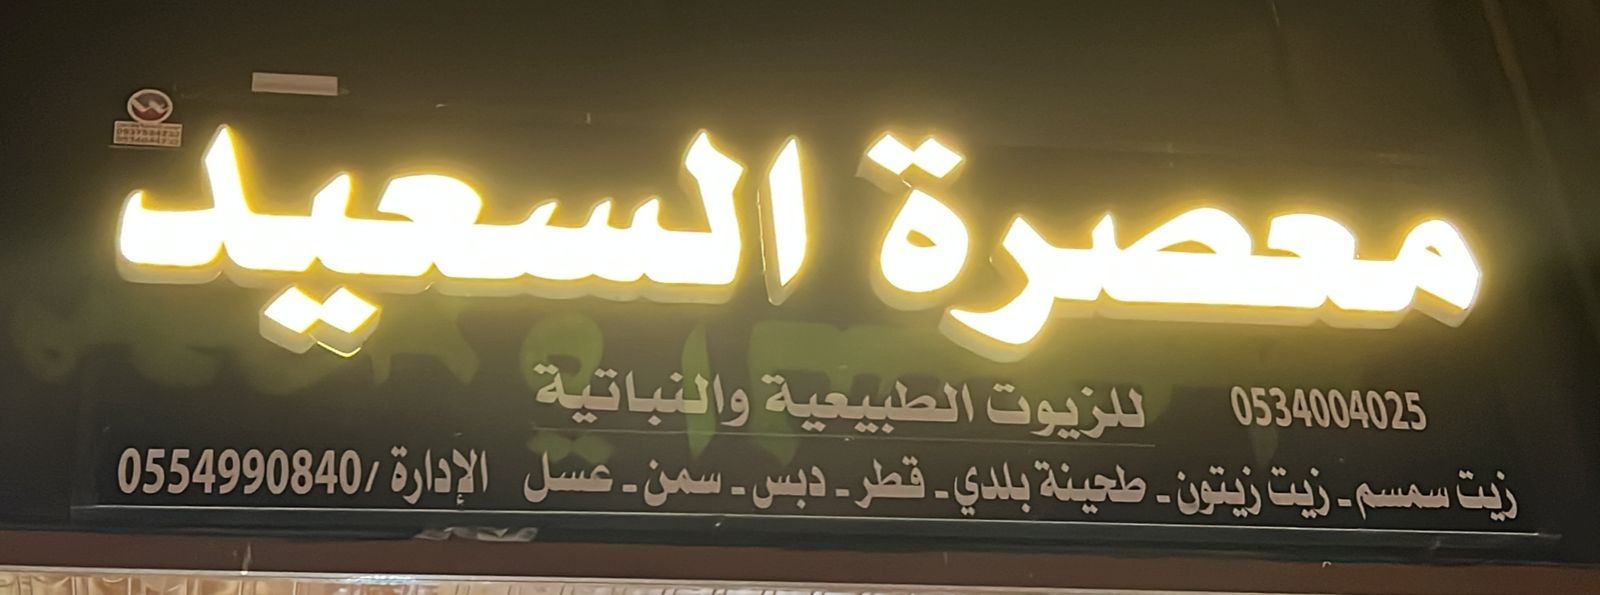 معصرة السعيد
للزيوت الطبيعية والنباتية
0534004025
زيت سمسم - زيت زيتون - طحينة بلدي - قطر - دبس - سمن - عسل
الإدارة / 0554990840